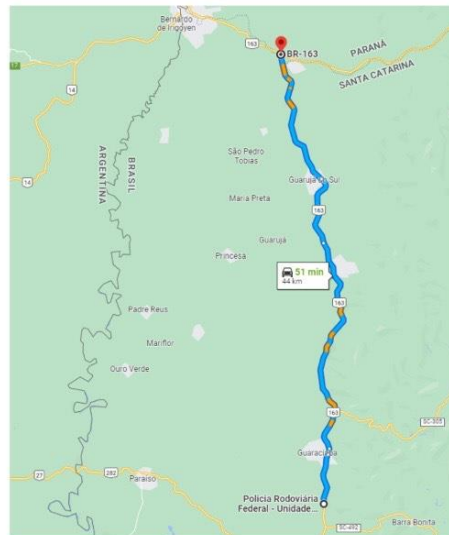 Bernardo
de Irigoyen
163
BR-163
PARANÁ
SANTA CATARINA
17
14
14
São Pedro
Tobias
BRASIL
ARGENTINA
Guarujá do Sul
Maria Preta
163
Guarujá
Princesa
51 min
44 km
163
Padre Reus
Mariflor
Ouro Verde
163
SC-305
Guaraciaba
27
282
Paraíso
Polícia Rodoviária
Federal - Unidade...
SC-492
Barra Bonita